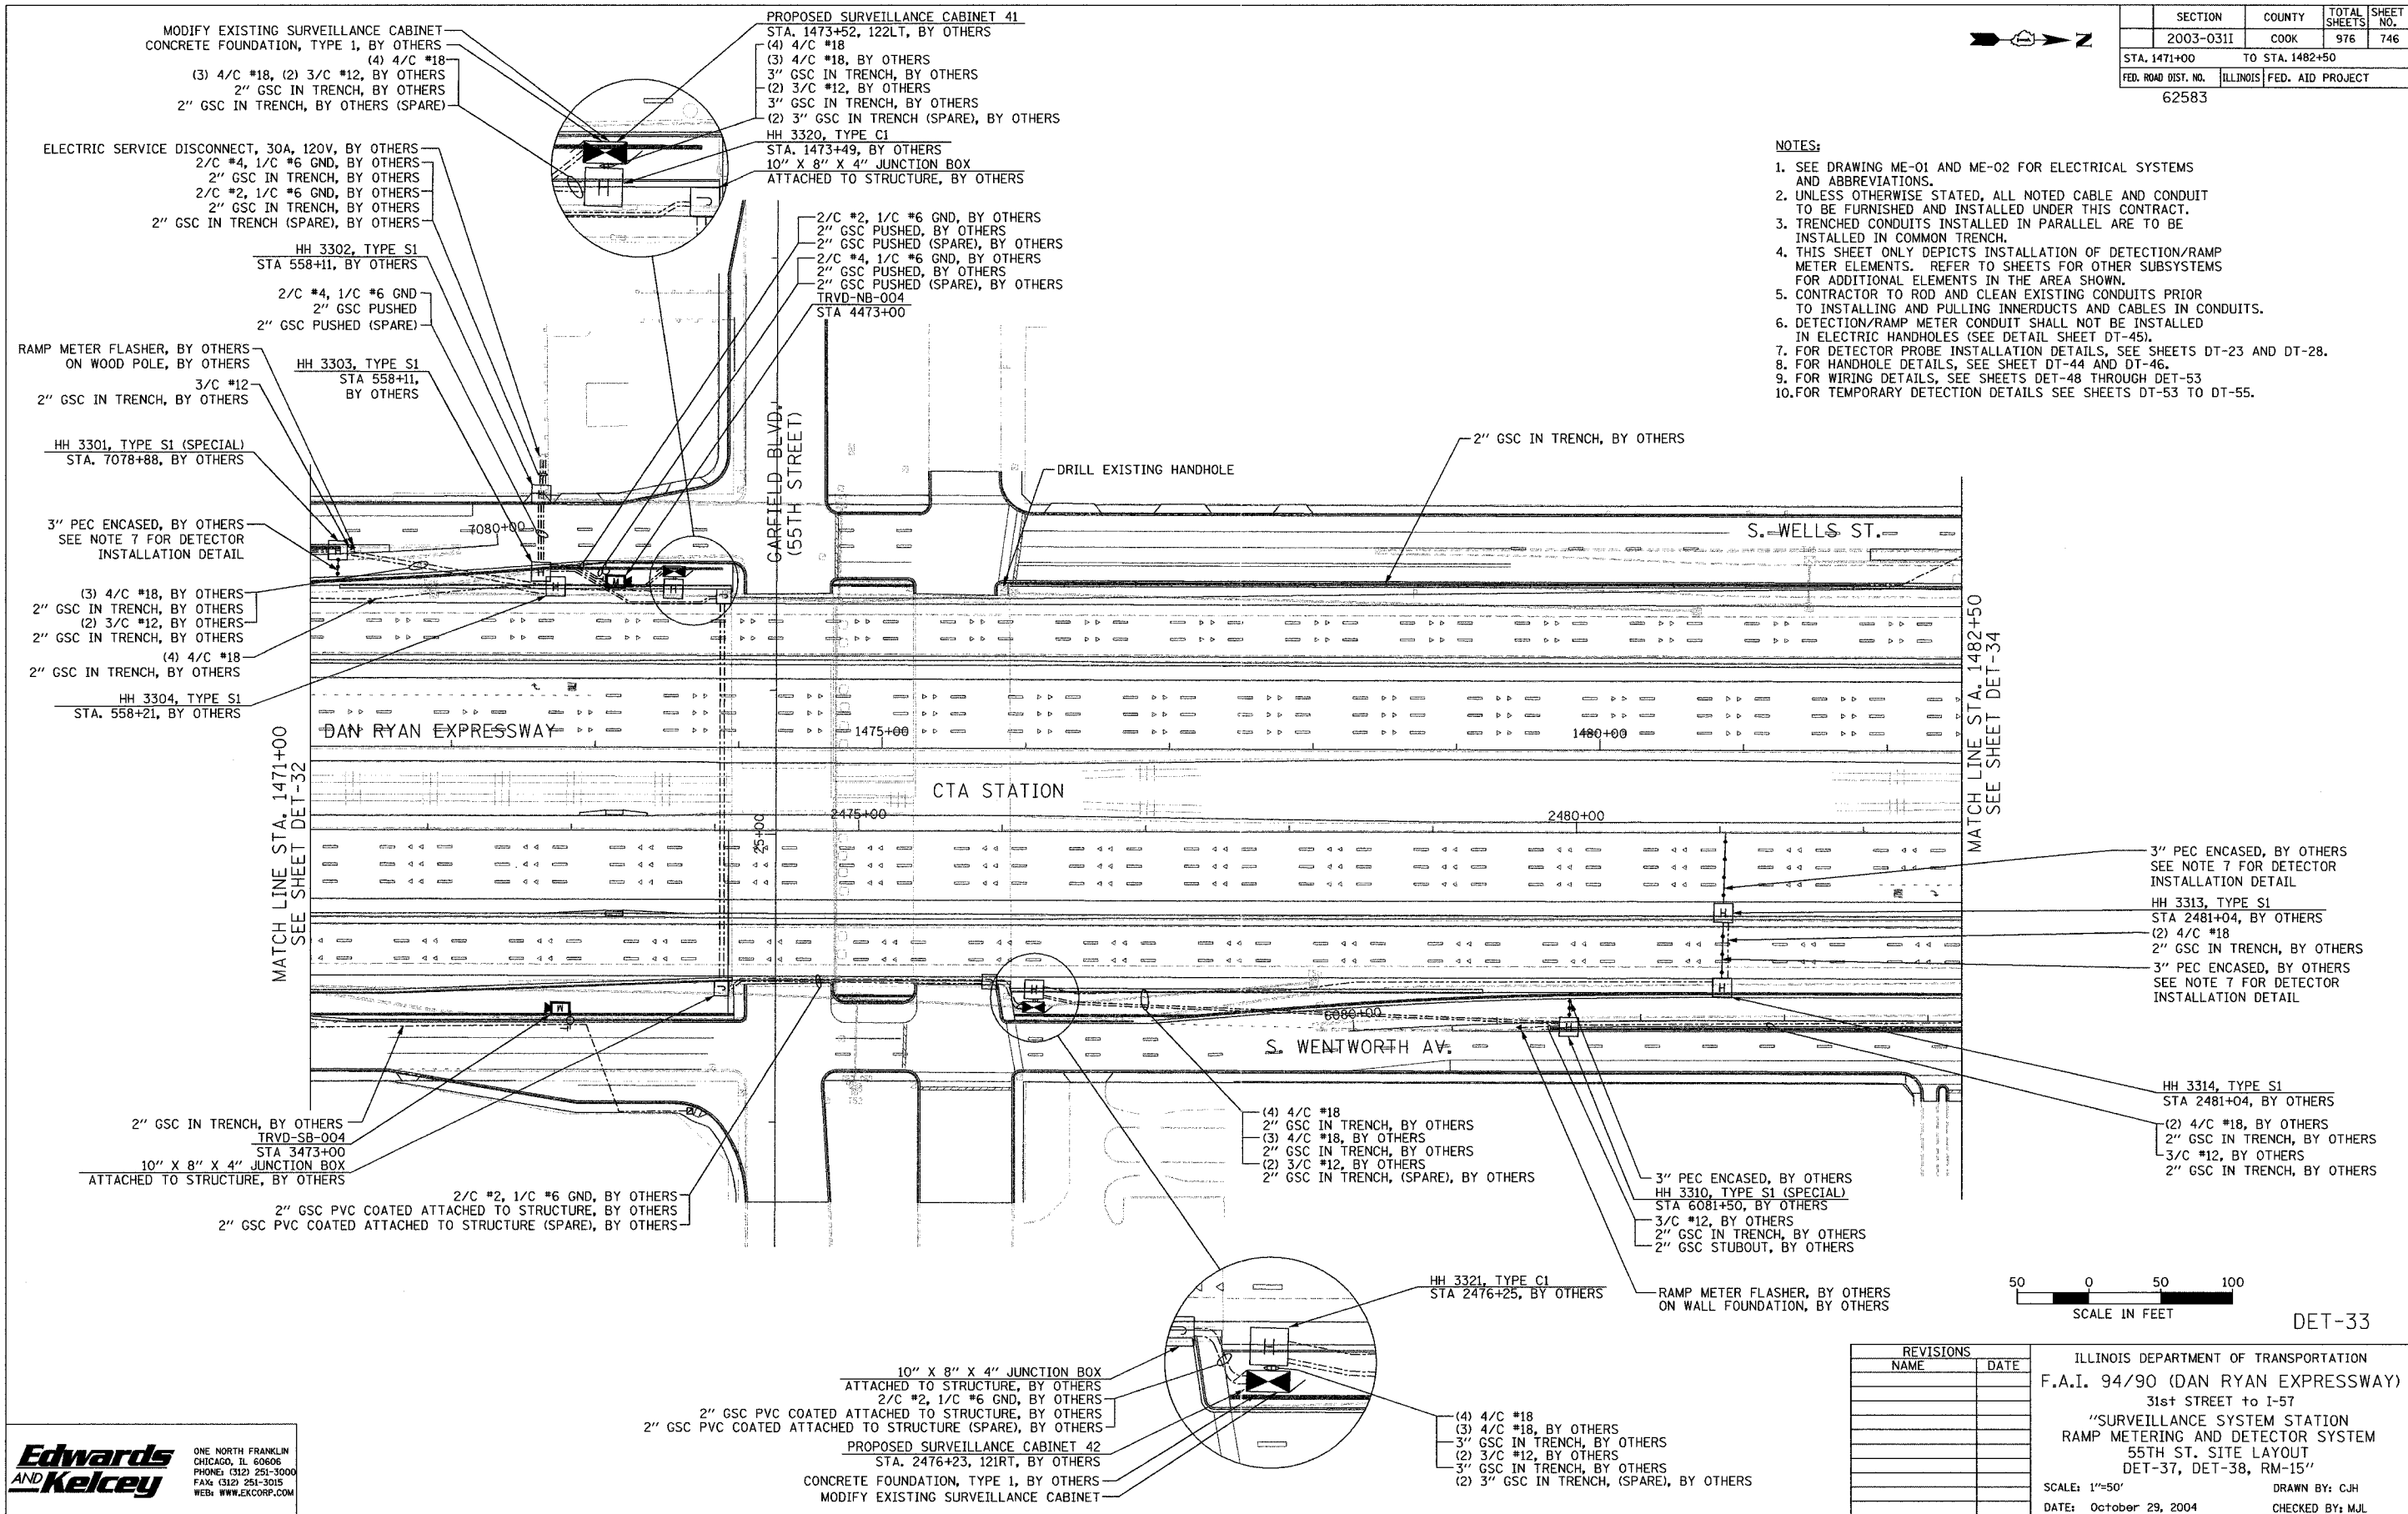 MODIFY EXISTING SURVEILLANCE CABINET
CONCRETE FOUNDATION, TYPE 1, BY OTHERS
(4) 4/C #18
(3) 4/C #18, (2) 3/C #12, BY OTHERS
2" GSC IN TRENCH, BY OTHERS
2" GSC IN TRENCH, BY OTHERS (SPARE)
PROPOSED SURVEILLANCE CABINET 41
STA. 1473+52, 122LT, BY OTHERS
(4) 4/C #18
(3) 4/C #18, BY OTHERS
3" GSC IN TRENCH, BY OTHERS
(2) 3/C #12, BY OTHERS
3" GSC IN TRENCH, BY OTHERS
(2) 3" GSC IN TRENCH (SPARE), BY OTHERS
HH 3320, TYPE C1
STA. 1473+49, BY OTHERS
10" X 8" X 4" JUNCTION BOX
ATTACHED TO STRUCTURE, BY OTHERS
H
J
N
SECTION
COUNTY
TOTAL SHEETS
SHEET NO.
2003-031I
COOK
976
746
STA. 1471+00 TO STA. 1482+50
FED. ROAD DIST. NO.
ILLINOIS
FED. AID PROJECT
62583
NOTES:
1. SEE DRAWING ME-01 AND ME-02 FOR ELECTRICAL SYSTEMS
AND ABBREVIATIONS.
2. UNLESS OTHERWISE STATED, ALL NOTED CABLE AND CONDUIT
TO BE FURNISHED AND INSTALLED UNDER THIS CONTRACT.
3. TRENCHED CONDUITS INSTALLED IN PARALLEL ARE TO BE
INSTALLED IN COMMON TRENCH.
4. THIS SHEET ONLY DEPICTS INSTALLATION OF DETECTION/RAMP
METER ELEMENTS. REFER TO SHEETS FOR OTHER SUBSYSTEMS
FOR ADDITIONAL ELEMENTS IN THE AREA SHOWN.
5. CONTRACTOR TO ROD AND CLEAN EXISTING CONDUITS PRIOR
TO INSTALLING AND PULLING INNERDUCTS AND CABLES IN CONDUITS.
6. DETECTION/RAMP METER CONDUIT SHALL NOT BE INSTALLED
IN ELECTRIC HANDHOLES (SEE DETAIL SHEET DT-45).
7. FOR DETECTOR PROBE INSTALLATION DETAILS, SEE SHEETS DT-23 AND DT-28.
8. FOR HANDHOLE DETAILS, SEE SHEET DT-44 AND DT-46.
9. FOR WIRING DETAILS, SEE SHEETS DET-48 THROUGH DET-53
10.FOR TEMPORARY DETECTION DETAILS SEE SHEETS DT-53 TO DT-55.
ELECTRIC SERVICE DISCONNECT, 30A, 120V, BY OTHERS
2/C #4, 1/C #6 GND, BY OTHERS
2" GSC IN TRENCH, BY OTHERS
2/C #2, 1/C #6 GND, BY OTHERS
2" GSC IN TRENCH, BY OTHERS
2" GSC IN TRENCH (SPARE), BY OTHERS
HH 3302, TYPE S1
STA 558+11, BY OTHERS
2/C #4, 1/C #6 GND
2" GSC PUSHED
2" GSC PUSHED (SPARE)
RAMP METER FLASHER, BY OTHERS
ON WOOD POLE, BY OTHERS
HH 3303, TYPE S1
STA 558+11,
BY OTHERS
3/C #12
2" GSC IN TRENCH, BY OTHERS
HH 3301, TYPE S1 (SPECIAL)
STA. 7078+88, BY OTHERS
3" PEC ENCASED, BY OTHERS
SEE NOTE 7 FOR DETECTOR
INSTALLATION DETAIL
(3) 4/C #18, BY OTHERS
2" GSC IN TRENCH, BY OTHERS
(2) 3/C #12, BY OTHERS
2" GSC IN TRENCH, BY OTHERS
(4) 4/C #18
2" GSC IN TRENCH, BY OTHERS
HH 3304, TYPE S1
STA. 558+21, BY OTHERS
2/C #2, 1/C #6 GND, BY OTHERS
2" GSC PUSHED, BY OTHERS
2" GSC PUSHED (SPARE), BY OTHERS
2/C #4, 1/C #6 GND, BY OTHERS
2" GSC PUSHED, BY OTHERS
2" GSC PUSHED (SPARE), BY OTHERS
TRVD-NB-004
STA 4473+00
GARFIELD BLVD.
(55TH STREET)
DRILL EXISTING HANDHOLE
2" GSC IN TRENCH, BY OTHERS
7080+00
S. WELLS ST.
MATCH LINE STA. 1471+00
SEE SHEET DET-32
MATCH LINE STA. 1482+50
SEE SHEET DET-34
DAN RYAN EXPRESSWAY
1475+00
1480+00
CTA STATION
2475+00
2480+00
25+00
6080+00
S. WENTWORTH AV.
3" PEC ENCASED, BY OTHERS
SEE NOTE 7 FOR DETECTOR
INSTALLATION DETAIL
HH 3313, TYPE S1
STA 2481+04, BY OTHERS
(2) 4/C #18
2" GSC IN TRENCH, BY OTHERS
3" PEC ENCASED, BY OTHERS
SEE NOTE 7 FOR DETECTOR
INSTALLATION DETAIL
HH 3314, TYPE S1
STA 2481+04, BY OTHERS
(2) 4/C #18, BY OTHERS
2" GSC IN TRENCH, BY OTHERS
3/C #12, BY OTHERS
2" GSC IN TRENCH, BY OTHERS
2" GSC IN TRENCH, BY OTHERS
TRVD-SB-004
STA 3473+00
10" X 8" X 4" JUNCTION BOX
ATTACHED TO STRUCTURE, BY OTHERS
2/C #2, 1/C #6 GND, BY OTHERS
2" GSC PVC COATED ATTACHED TO STRUCTURE, BY OTHERS
2" GSC PVC COATED ATTACHED TO STRUCTURE (SPARE), BY OTHERS
(4) 4/C #18
2" GSC IN TRENCH, BY OTHERS
(3) 4/C #18, BY OTHERS
2" GSC IN TRENCH, BY OTHERS
(2) 3/C #12, BY OTHERS
2" GSC IN TRENCH, (SPARE), BY OTHERS
3" PEC ENCASED, BY OTHERS
HH 3310, TYPE S1 (SPECIAL)
STA 6081+50, BY OTHERS
3/C #12, BY OTHERS
2" GSC IN TRENCH, BY OTHERS
2" GSC STUBOUT, BY OTHERS
RAMP METER FLASHER, BY OTHERS
ON WALL FOUNDATION, BY OTHERS
HH 3321, TYPE C1
STA 2476+25, BY OTHERS
10" X 8" X 4" JUNCTION BOX
ATTACHED TO STRUCTURE, BY OTHERS
2/C #2, 1/C #6 GND, BY OTHERS
2" GSC PVC COATED ATTACHED TO STRUCTURE, BY OTHERS
2" GSC PVC COATED ATTACHED TO STRUCTURE (SPARE), BY OTHERS
PROPOSED SURVEILLANCE CABINET 42
STA. 2476+23, 121RT, BY OTHERS
CONCRETE FOUNDATION, TYPE 1, BY OTHERS
MODIFY EXISTING SURVEILLANCE CABINET
H
(4) 4/C #18
(3) 4/C #18, BY OTHERS
3" GSC IN TRENCH, BY OTHERS
(2) 3/C #12, BY OTHERS
3" GSC IN TRENCH, BY OTHERS
(2) 3" GSC IN TRENCH, (SPARE), BY OTHERS
50 0 50 100
SCALE IN FEET
DET-33
REVISIONS
NAME DATE
ILLINOIS DEPARTMENT OF TRANSPORTATION
F.A.I. 94/90 (DAN RYAN EXPRESSWAY)
31st STREET to I-57
"SURVEILLANCE SYSTEM STATION
RAMP METERING AND DETECTOR SYSTEM
55TH ST. SITE LAYOUT
DET-37, DET-38, RM-15"
SCALE: 1"=50' DRAWN BY: CJH
DATE: October 29, 2004 CHECKED BY: MJL
Edwards
AND Kelcey
ONE NORTH FRANKLIN
CHICAGO, IL 60606
PHONE: (312) 251-3000
FAX: (312) 251-3015
WEB: WWW.EKCORP.COM